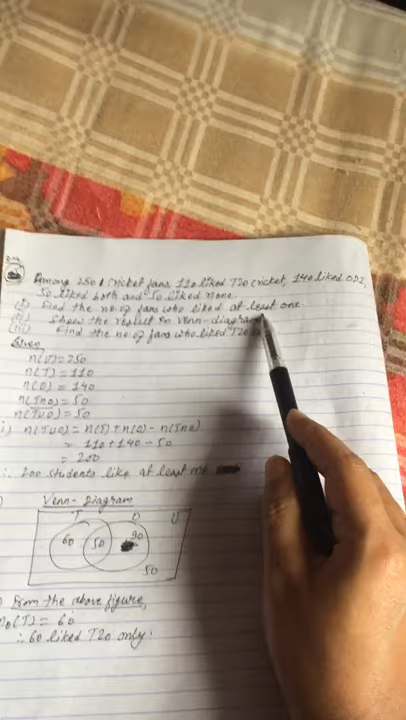 Among 250 cricket fans, 110 liked T20 cricket, 140 liked ODI,
50 liked both and 50 liked none.
(i) Find the no. of fans who liked at least one.
(ii) Show the result in Venn-diagram
(iii) Find the no. of fans who liked T20
Given
n(U)=250
n(T)=110
n(O)=140
n(TnO)=50
n(TUO)=50
i) n(TUO) = n(T) + n(O) - n(TnO)
= 110+140-50
= 200
∴ 200 students like at least one
Venn-Diagram
T O U
60 50 90
50
From the above figure,
no(T) = 60
∴ 60 liked T20 only.